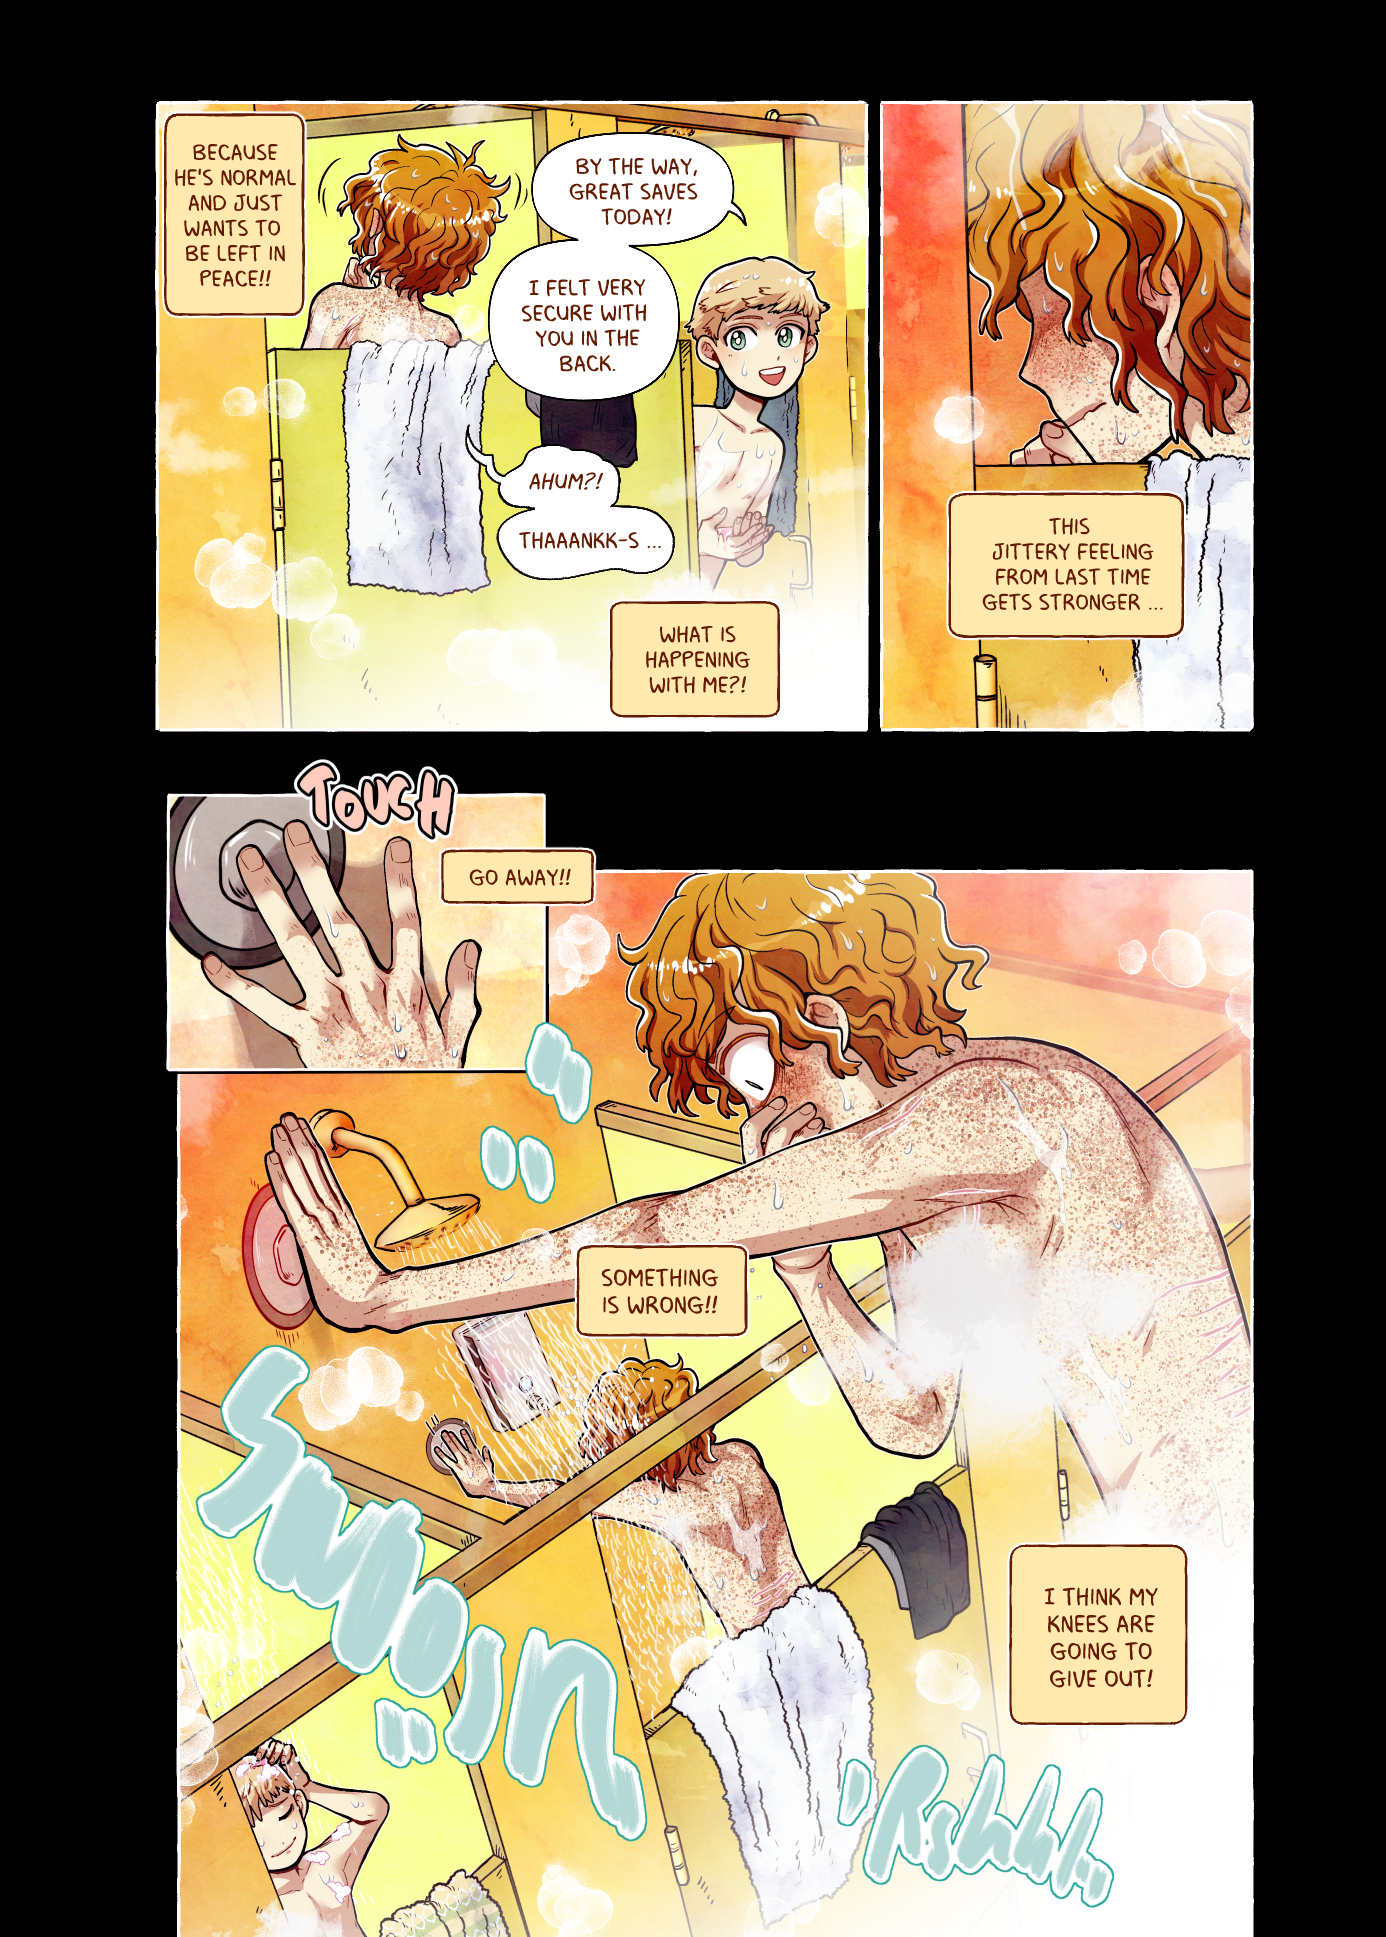 BECAUSE
HE'S NORMAL
AND JUST
WANTS TO
BE LEFT IN
PEACE!!
BY THE WAY,
GREAT SAVES
TODAY!
I FELT VERY
SECURE WITH
YOU IN THE
BACK.
AHUM?!
THAAANKK-S ...
WHAT IS
HAPPENING
WITH ME?!
THIS
JITTERY FEELING
FROM LAST TIME
GETS STRONGER ...
TOUCH
GO AWAY!!
SOMETHING
IS WRONG!!
SWOON
I THINK MY
KNEES ARE
GOING TO
GIVE OUT!
Rshhh